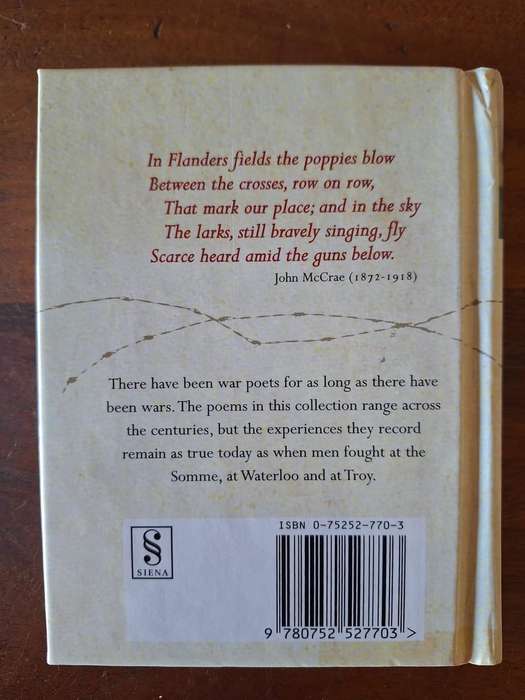 In Flanders fields the poppies blow
Between the crosses, row on row,
That mark our place; and in the sky
The larks, still bravely singing, fly
Scarce heard amid the guns below.
John McCrae (1872-1918)
There have been war poets for as long as there have
been wars. The poems in this collection range across
the centuries, but the experiences they record
remain as true today as when men fought at the
Somme, at Waterloo and at Troy.
ISBN 0-75252-770-3
SIENA
9 780752 527703 >